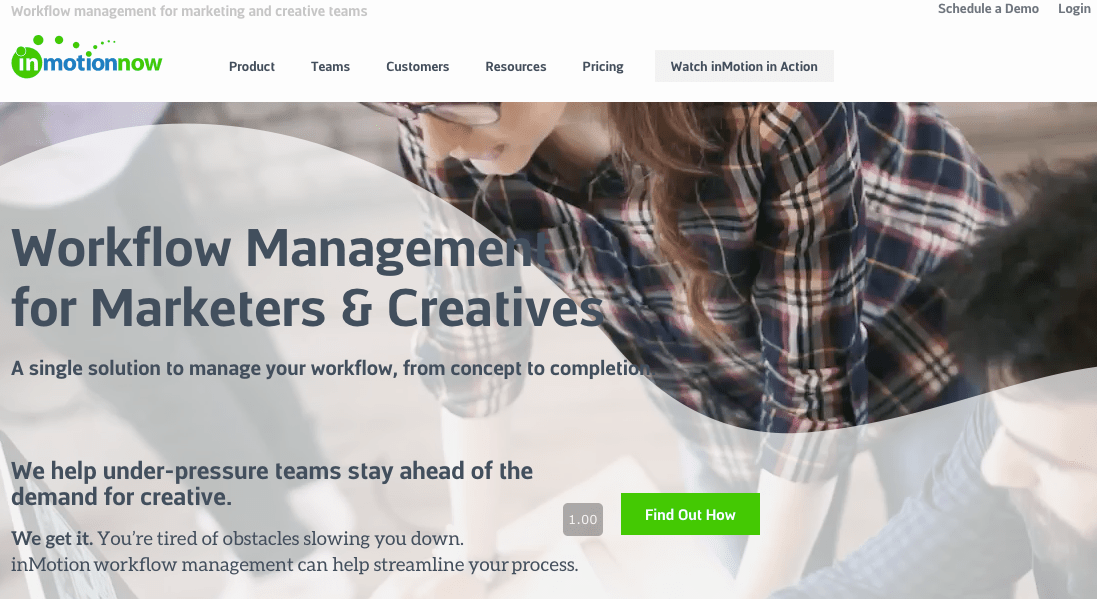 Workflow management for marketing and creative teams
Schedule a Demo Login
inmotionnow
Product Teams Customers Resources Pricing Watch inMotion in Action
Workflow Management
for Marketers & Creatives
A single solution to manage your workflow, from concept to completion.
We help under-pressure teams stay ahead of the
demand for creative.
1.00
Find Out How
We get it. You’re tired of obstacles slowing you down.
inMotion workflow management can help streamline your process.